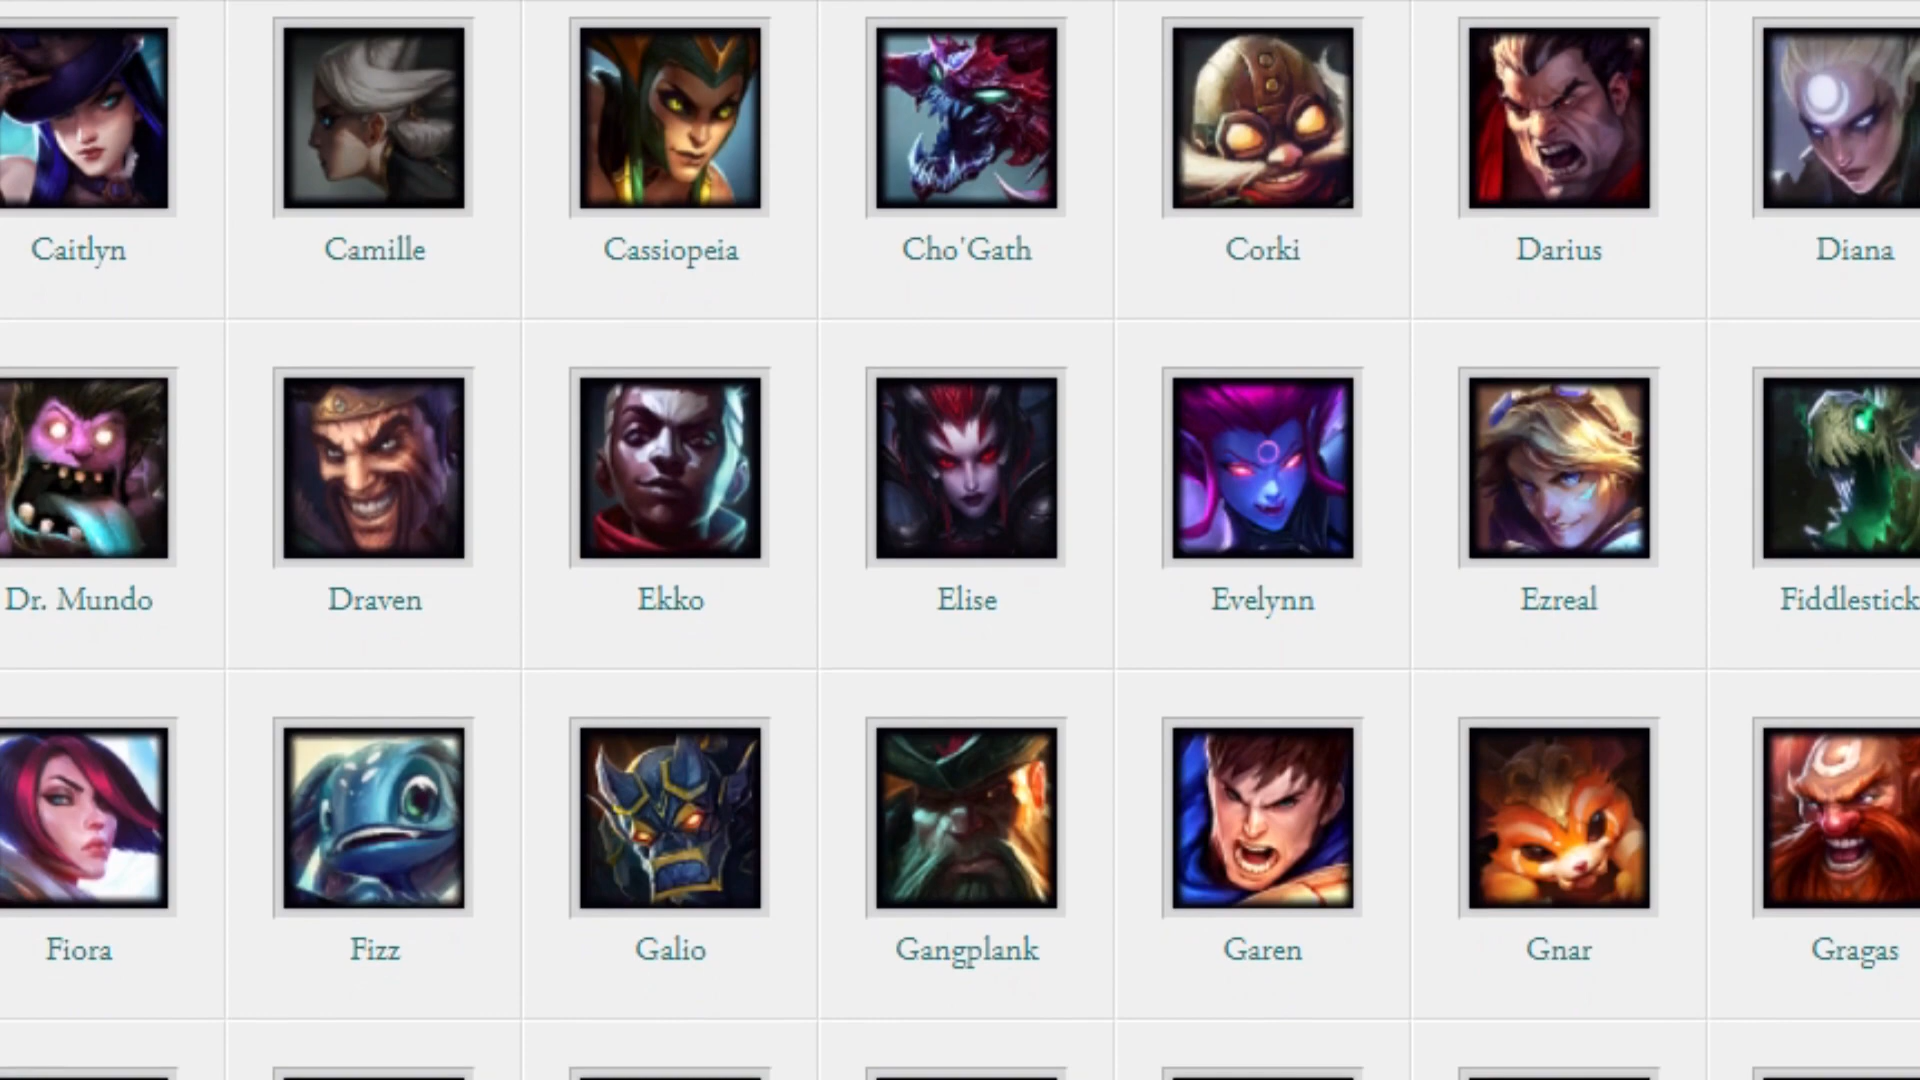 Caitlyn
Camille
Cassiopeia
Cho'Gath
Corki
Darius
Diana
Dr. Mundo
Draven
Ekko
Elise
Evelynn
Ezreal
Fiddlestick
Fiora
Fizz
Galio
Gangplank
Garen
Gnar
Gragas